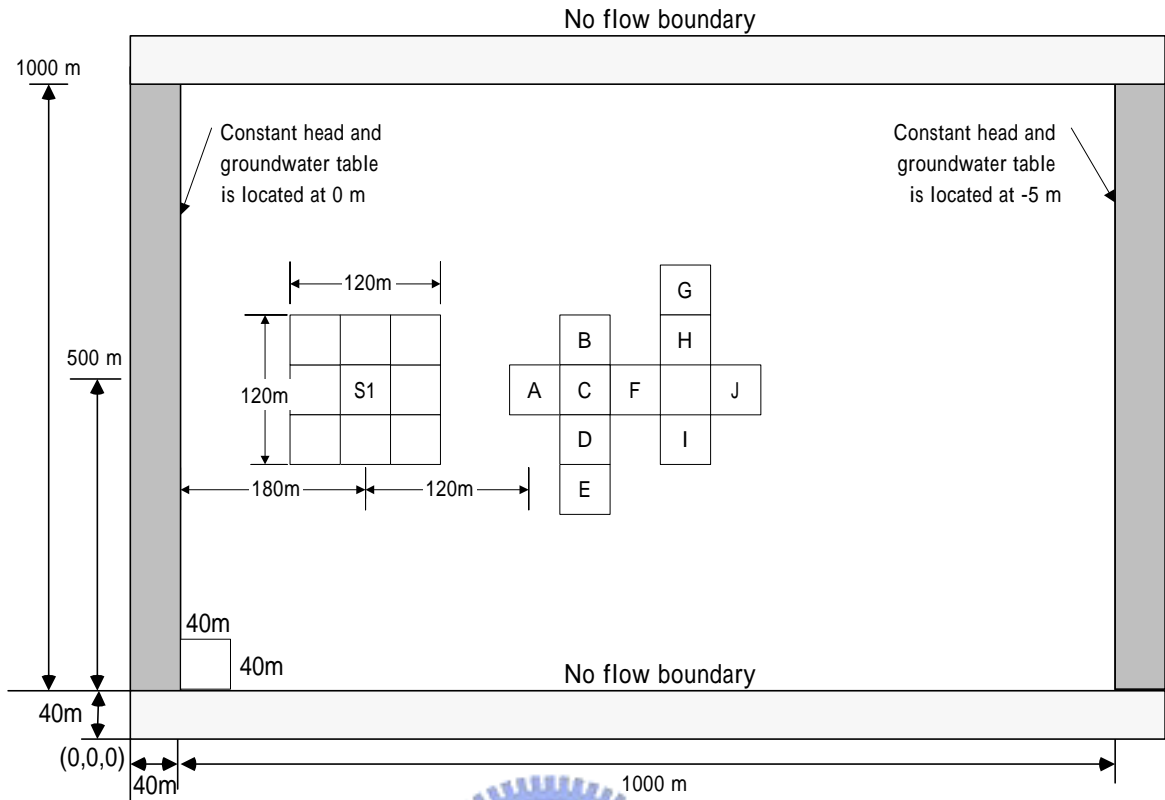 No flow boundary
1000 m
Constant head and
groundwater table
is located at 0 m
Constant head and
groundwater table
is located at -5 m
120m
G
B
H
500 m
120m
S1
A
C
F
J
D
I
180m
120m
E
40m
40m
No flow boundary
40m
(0,0,0)
40m
1000 m